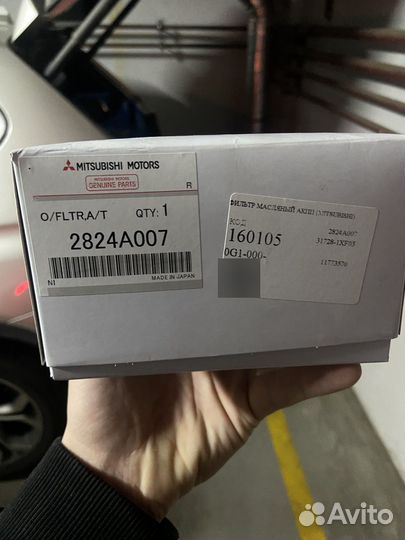 MITSUBISHI MOTORS
MITSUBISHI MOTORS
GENUINE PARTS
R
O/FLTR,A/T QTY: 1
2824A007
NI MADE IN JAPAN
ФИЛЬТР МАСЛЯНЫЙ АКПП (MITSUBISHI)
КОД 2824A007
160105 31728-1XF05
0G1-000-
11773570
Avito